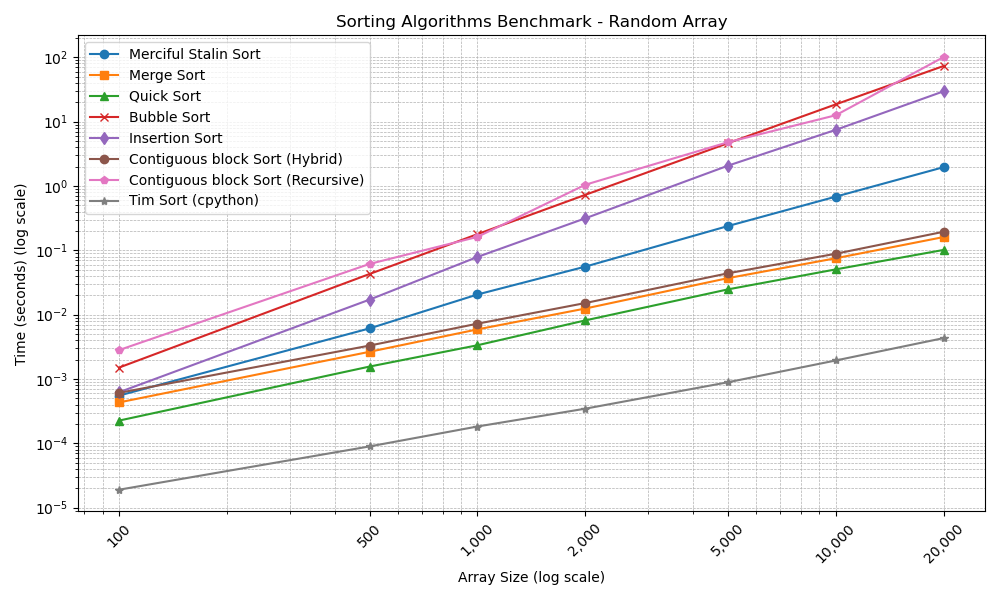 Sorting Algorithms Benchmark - Random Array
Merciful Stalin Sort
Merge Sort
Quick Sort
Bubble Sort
Insertion Sort
Contiguous block Sort (Hybrid)
Contiguous block Sort (Recursive)
Tim Sort (cpython)
Time (seconds) (log scale)
10²
10¹
10⁰
10⁻¹
10⁻²
10⁻³
10⁻⁴
10⁻⁵
100
500
1,000
2,000
5,000
10,000
20,000
Array Size (log scale)